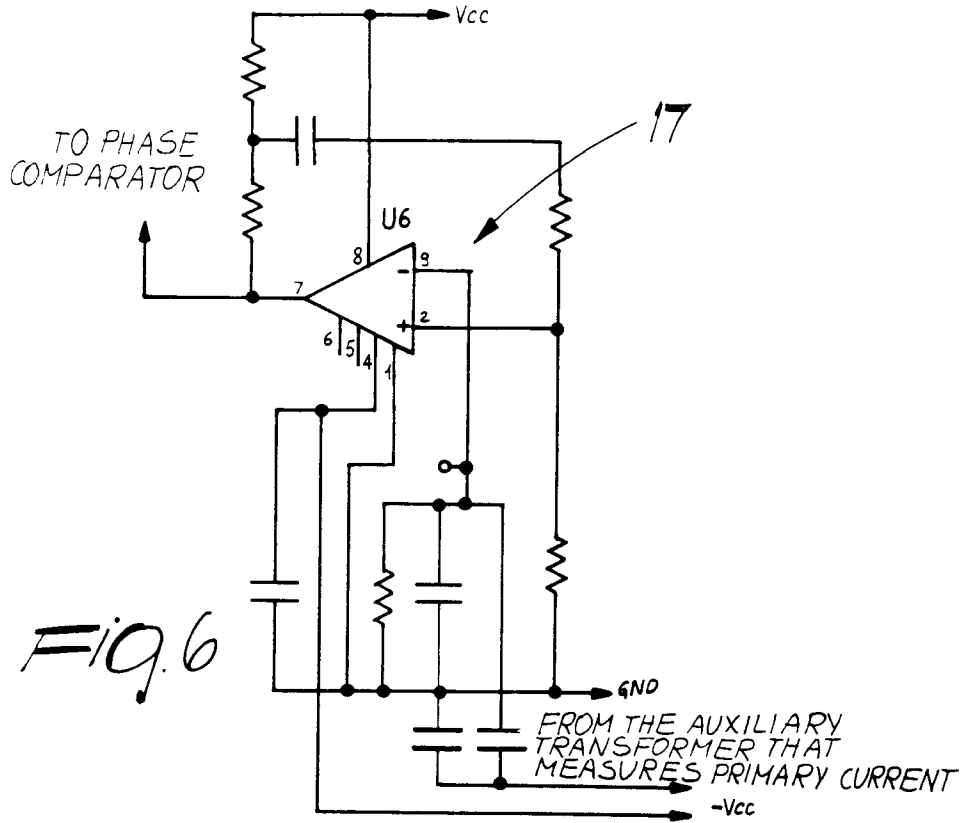 Vcc
17
TO PHASE
COMPARATOR
U6
8
9
-
7
+
2
6
5
4
1
Fig.6
GND
FROM THE AUXILIARY
TRANSFORMER THAT
MEASURES PRIMARY CURRENT
-Vcc